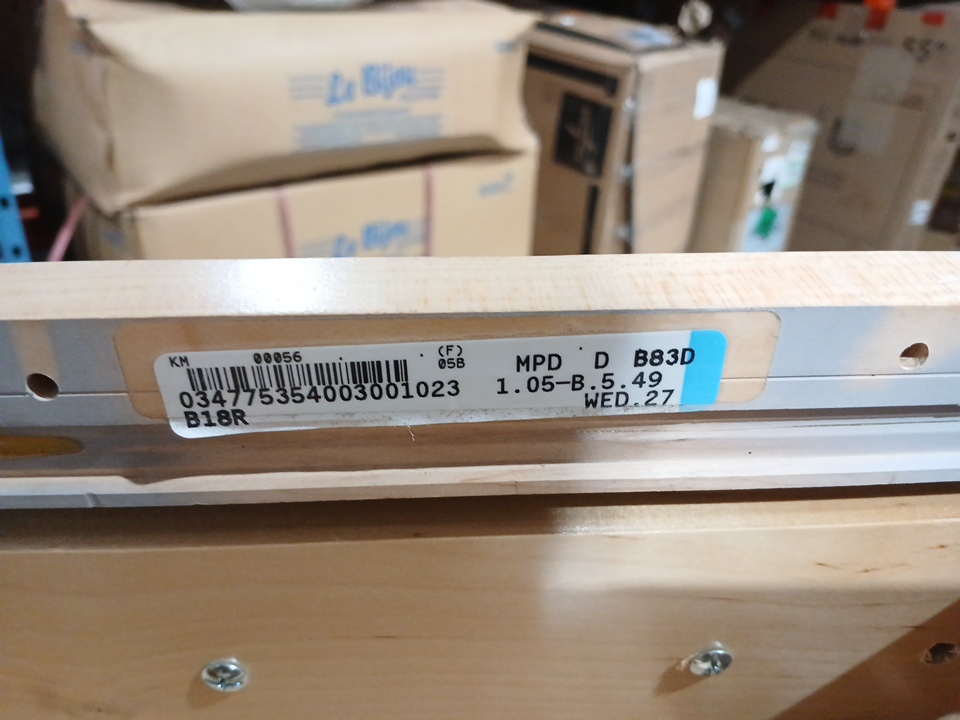 Le Bijou
Le Bijou
KM 00056 (F)
05B
034775354003001023
B18R
MPD D B83D
1.05-B.5.49
WED.27